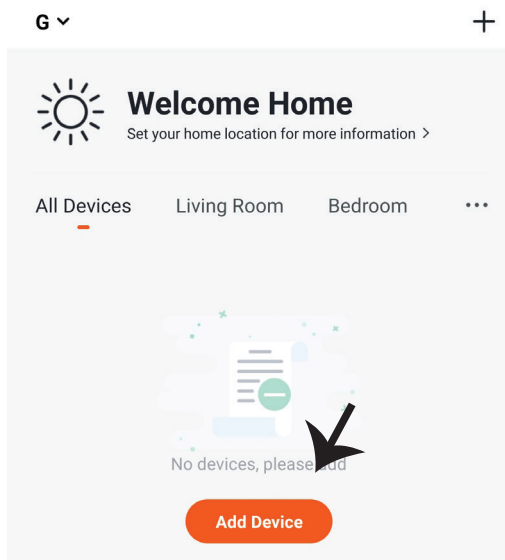 G
Welcome Home
Set your home location for more information >
All Devices Living Room Bedroom ...
No devices, please add
Add Device